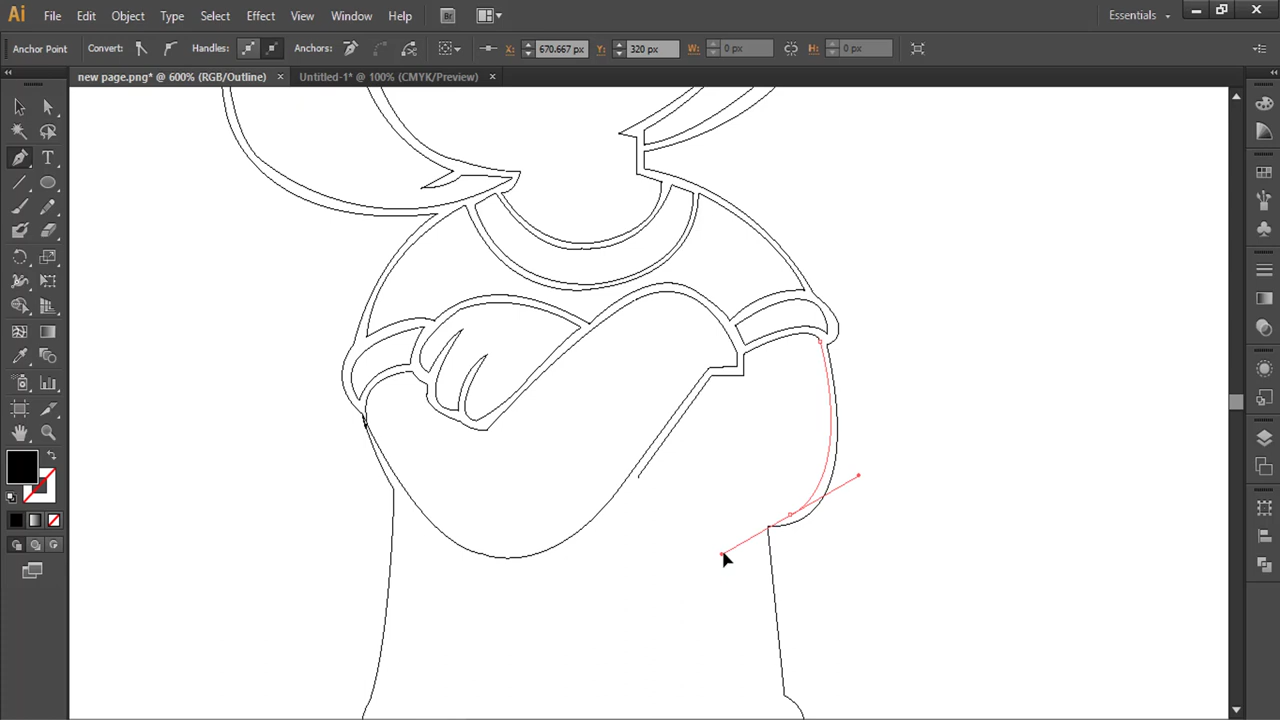 Ai File Edit Object Type Select Effect View Window Help Br Essentials
Anchor Point Convert: Handles: Anchors: X: 670.667 px Y: 320 px W: 0 px H: 0 px
new page.png* @ 600% (RGB/Outline) × Untitled-1* @ 100% (CMYK/Preview) ×
T